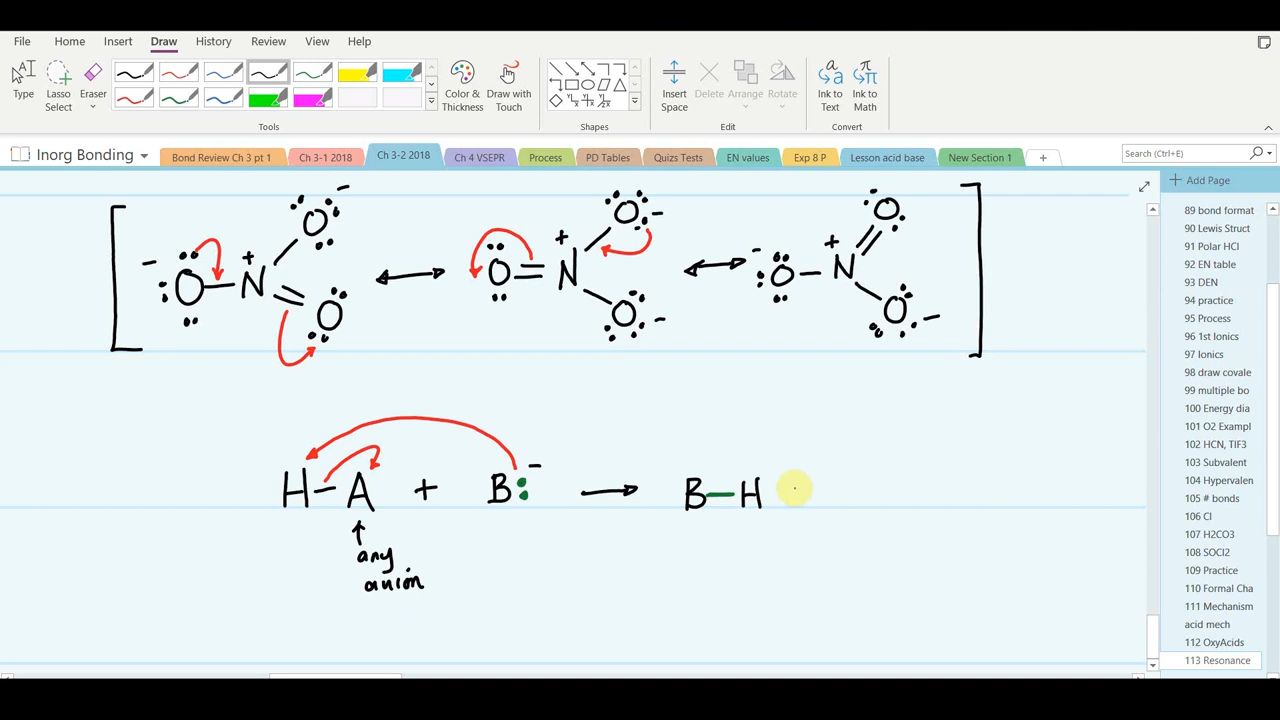 File Home Insert Draw History Review View Help
Type Lasso Select Eraser Color & Thickness Draw with Touch Insert Space Delete Arrange Rotate Ink to Text Ink to Math
Tools Shapes Edit Convert
Inorg Bonding Bond Review Ch 3 pt 1 Ch 3-1 2018 Ch 3-2 2018 Ch 4 VSEPR Process PD Tables Quizs Tests EN values Exp 8 P Lesson acid base New Section 1 + Search (Ctrl+E)
+ Add Page
89 bond format
90 Lewis Struct
91 Polar HCl
92 EN table
93 DEN
94 practice
95 Process
96 1st Ionics
97 Ionics
98 draw covale
99 multiple bo
100 Energy dia
101 O2 Exampl
102 HCN, TIF3
103 Subvalent
104 Hypervalen
105 # bonds
106 Cl
107 H2CO3
108 SOCl2
109 Practice
110 Formal Cha
111 Mechanism
acid mech
112 OxyAcids
113 Resonance
[ :O: − N + O − = O ↔ O = N + O − O − ↔ − O − N + = O O − ]
H − A + B: − → B − H
↑
any
anion